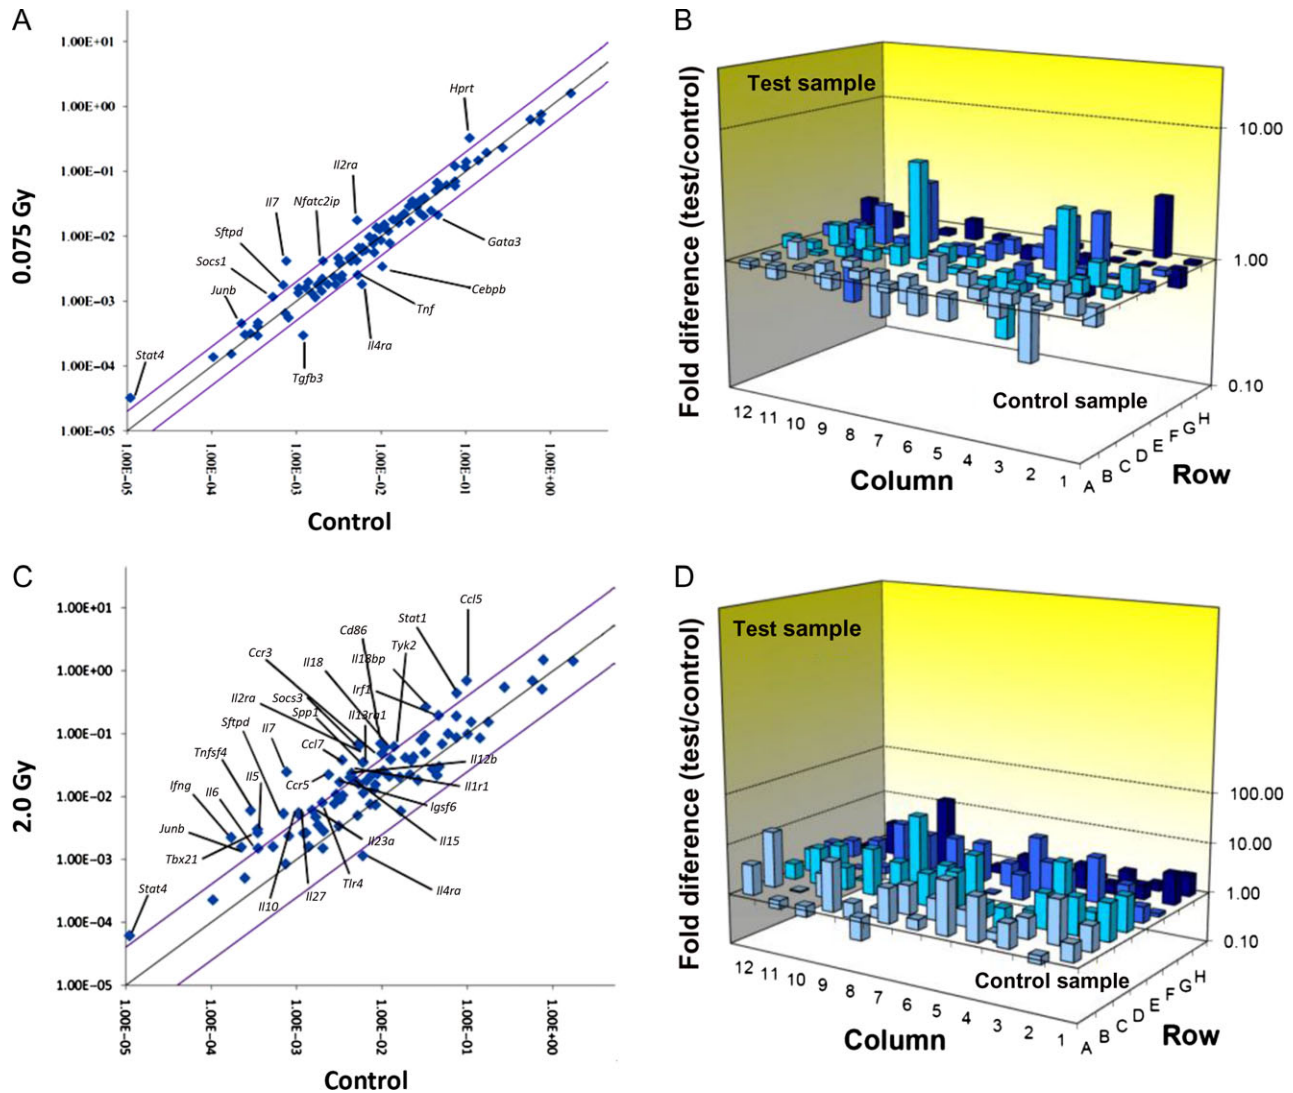 A
1.00E+01
1.00E+00
1.00E-01
1.00E-02
1.00E-03
1.00E-04
1.00E-05
0.075 Gy
Hprt
Il2ra
Il7
Nfatc2ip
Sftpd
Socs1
Junb
Stat4
Gata3
Cebpb
Tnf
Il4ra
Tgfb3
1.00E-05
1.00E-04
1.00E-03
1.00E-02
1.00E-01
1.00E+00
Control
B
Test sample
Fold diference (test/control)
10.00
1.00
0.10
Control sample
12 11 10 9 8 7 6 5 4 3 2 1
A B C D E F G H
Column
Row
C
1.00E+01
1.00E+00
1.00E-01
1.00E-02
1.00E-03
1.00E-04
1.00E-05
2.0 Gy
Ccl5
Stat1
Cd86
Tyk2
Ccr3
Il18
Il18bp
Irf1
Il2ra
Socs3
Spp1
Il13ra1
Sftpd
Il7
Ccl7
Tnfsf4
Il5
Ccr5
Il12b
Ifng
Il6
Il1r1
Igsf6
Junb
Il15
Il23a
Tbx21
Stat4
Il10
Il27
Tlr4
Il4ra
1.00E-05
1.00E-04
1.00E-03
1.00E-02
1.00E-01
1.00E+00
Control
D
Test sample
Fold diference (test/control)
100.00
10.00
1.00
0.10
Control sample
12 11 10 9 8 7 6 5 4 3 2 1
A B C D E F G H
Column
Row